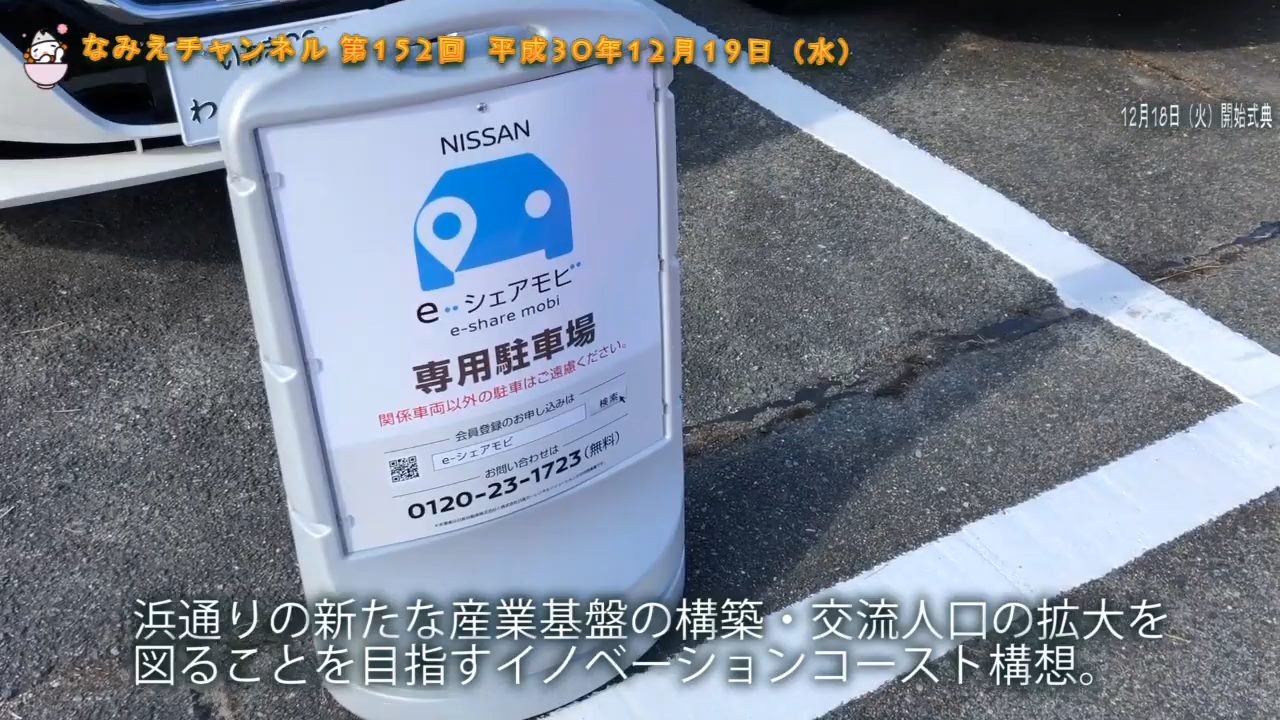 なみえチャンネル 第152回 平成30年12月19日（水）
12月18日（火）開始式典
わ
NISSAN
e･･シェアモビ
e-share mobi
専用駐車場
関係車両以外の駐車はご遠慮ください。
会員登録のお申し込みは
e-シェアモビ 検索
お問い合わせは
0120-23-1723（無料）
浜通りの新たな産業基盤の構築・交流人口の拡大を
図ることを目指すイノベーションコースト構想。